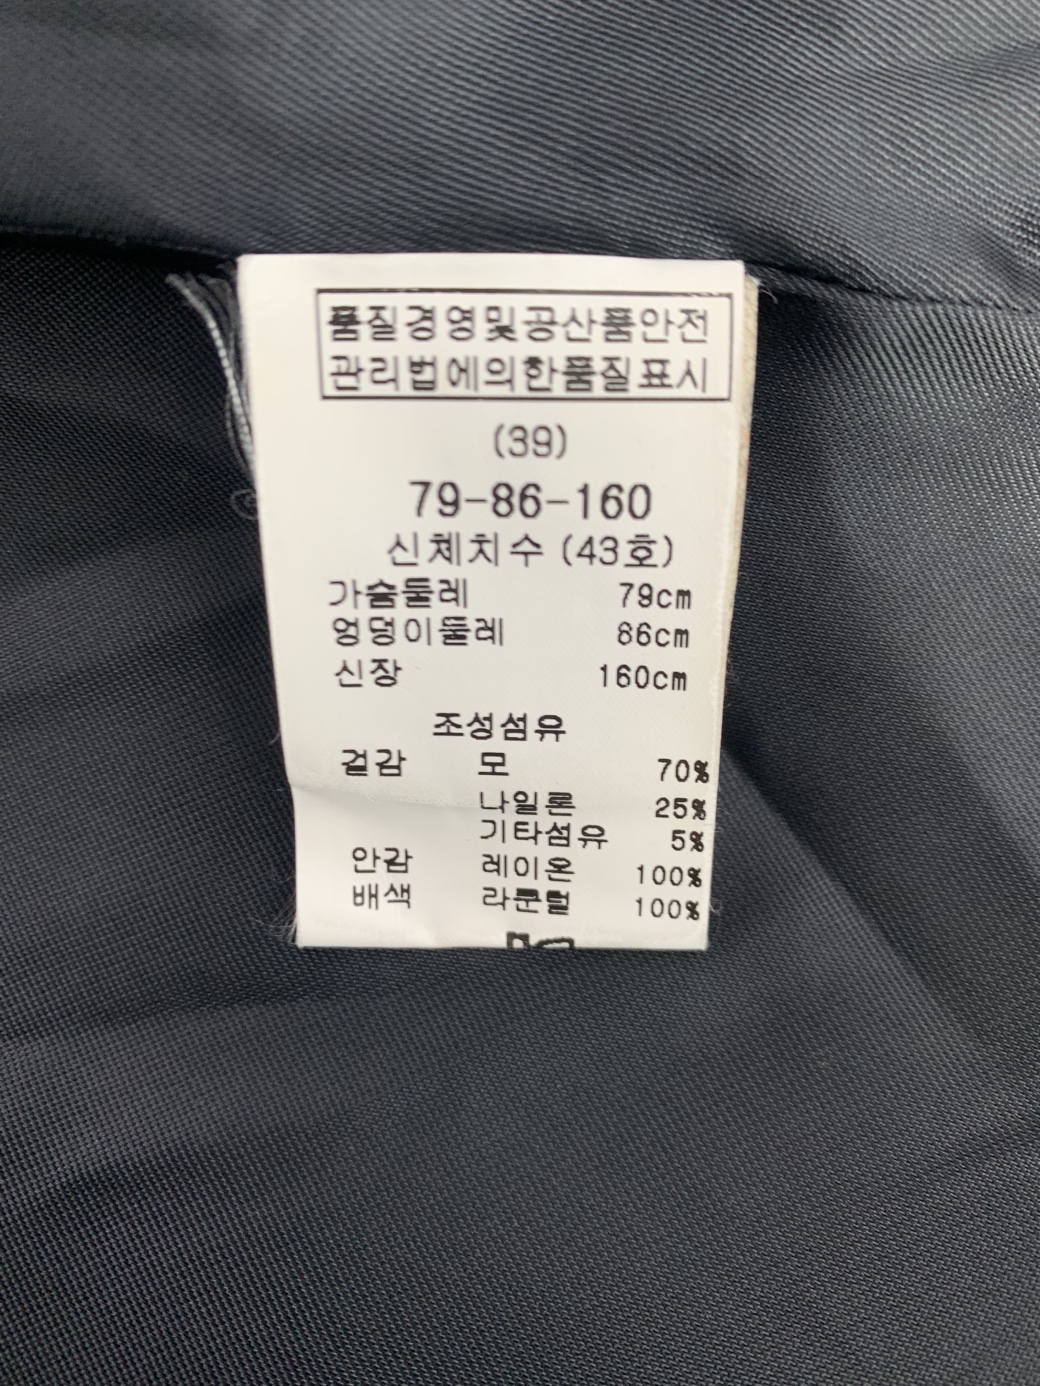 품질경영및공산품안전
관리법에의한품질표시
(39)
79-86-160
신체치수 (43호)
가슴둘레 79cm
엉덩이둘레 86cm
신장 160cm
조성섬유
겉감 모 70%
나일론 25%
기타섬유 5%
안감 레이온 100%
배색 라쿤털 100%